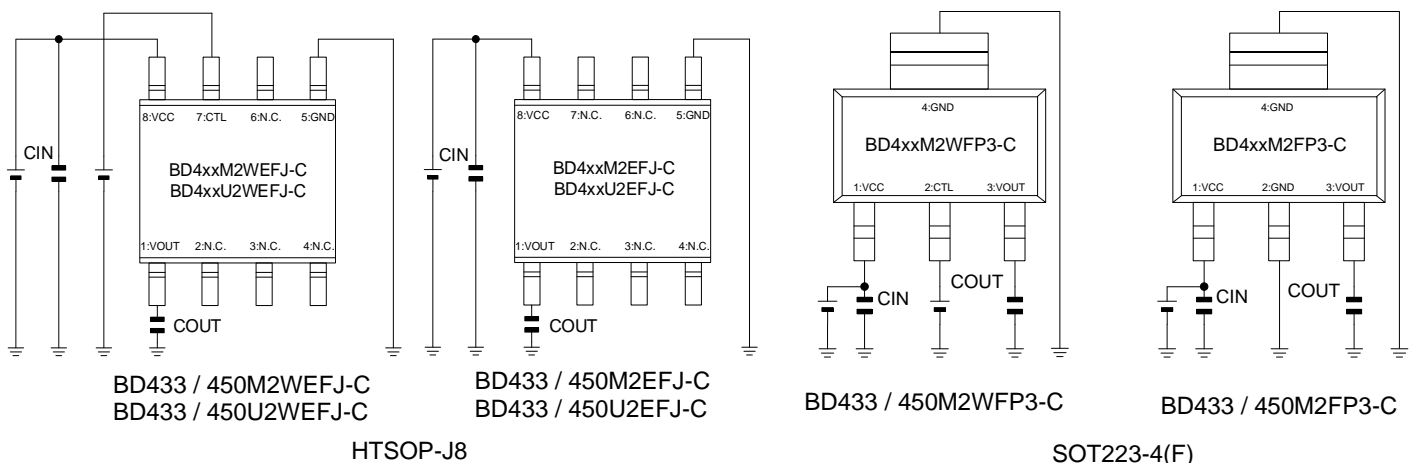 8:VCC 7:CTL 6:N.C. 5:GND
CIN
BD4xxM2WEFJ-C
BD4xxU2WEFJ-C
1:VOUT 2:N.C. 3:N.C. 4:N.C.
COUT
BD433 / 450M2WEFJ-C
BD433 / 450U2WEFJ-C
8:VCC 7:N.C. 6:N.C. 5:GND
CIN
BD4xxM2EFJ-C
BD4xxU2EFJ-C
1:VOUT 2:N.C. 3:N.C. 4:N.C.
COUT
BD433 / 450M2EFJ-C
BD433 / 450U2EFJ-C
HTSOP-J8
4:GND
BD4xxM2WFP3-C
1:VCC 2:CTL 3:VOUT
CIN
COUT
BD433 / 450M2WFP3-C
4:GND
BD4xxM2FP3-C
1:VCC 2:GND 3:VOUT
CIN
COUT
BD433 / 450M2FP3-C
SOT223-4(F)